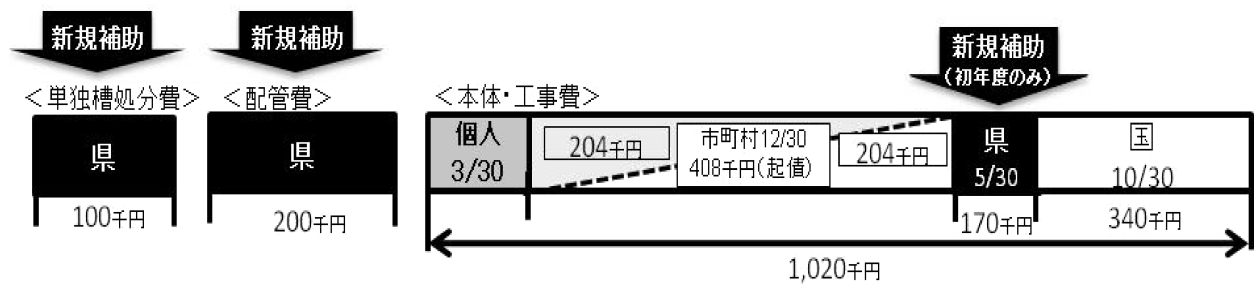 新規補助
新規補助
新規補助
(初年度のみ)
＜単独槽処分費＞
＜配管費＞
＜本体・工事費＞
県
県
個人
3/30
204千円
市町村12/30
408千円(起債)
204千円
県
5/30
国
10/30
100千円
200千円
170千円
340千円
1,020千円